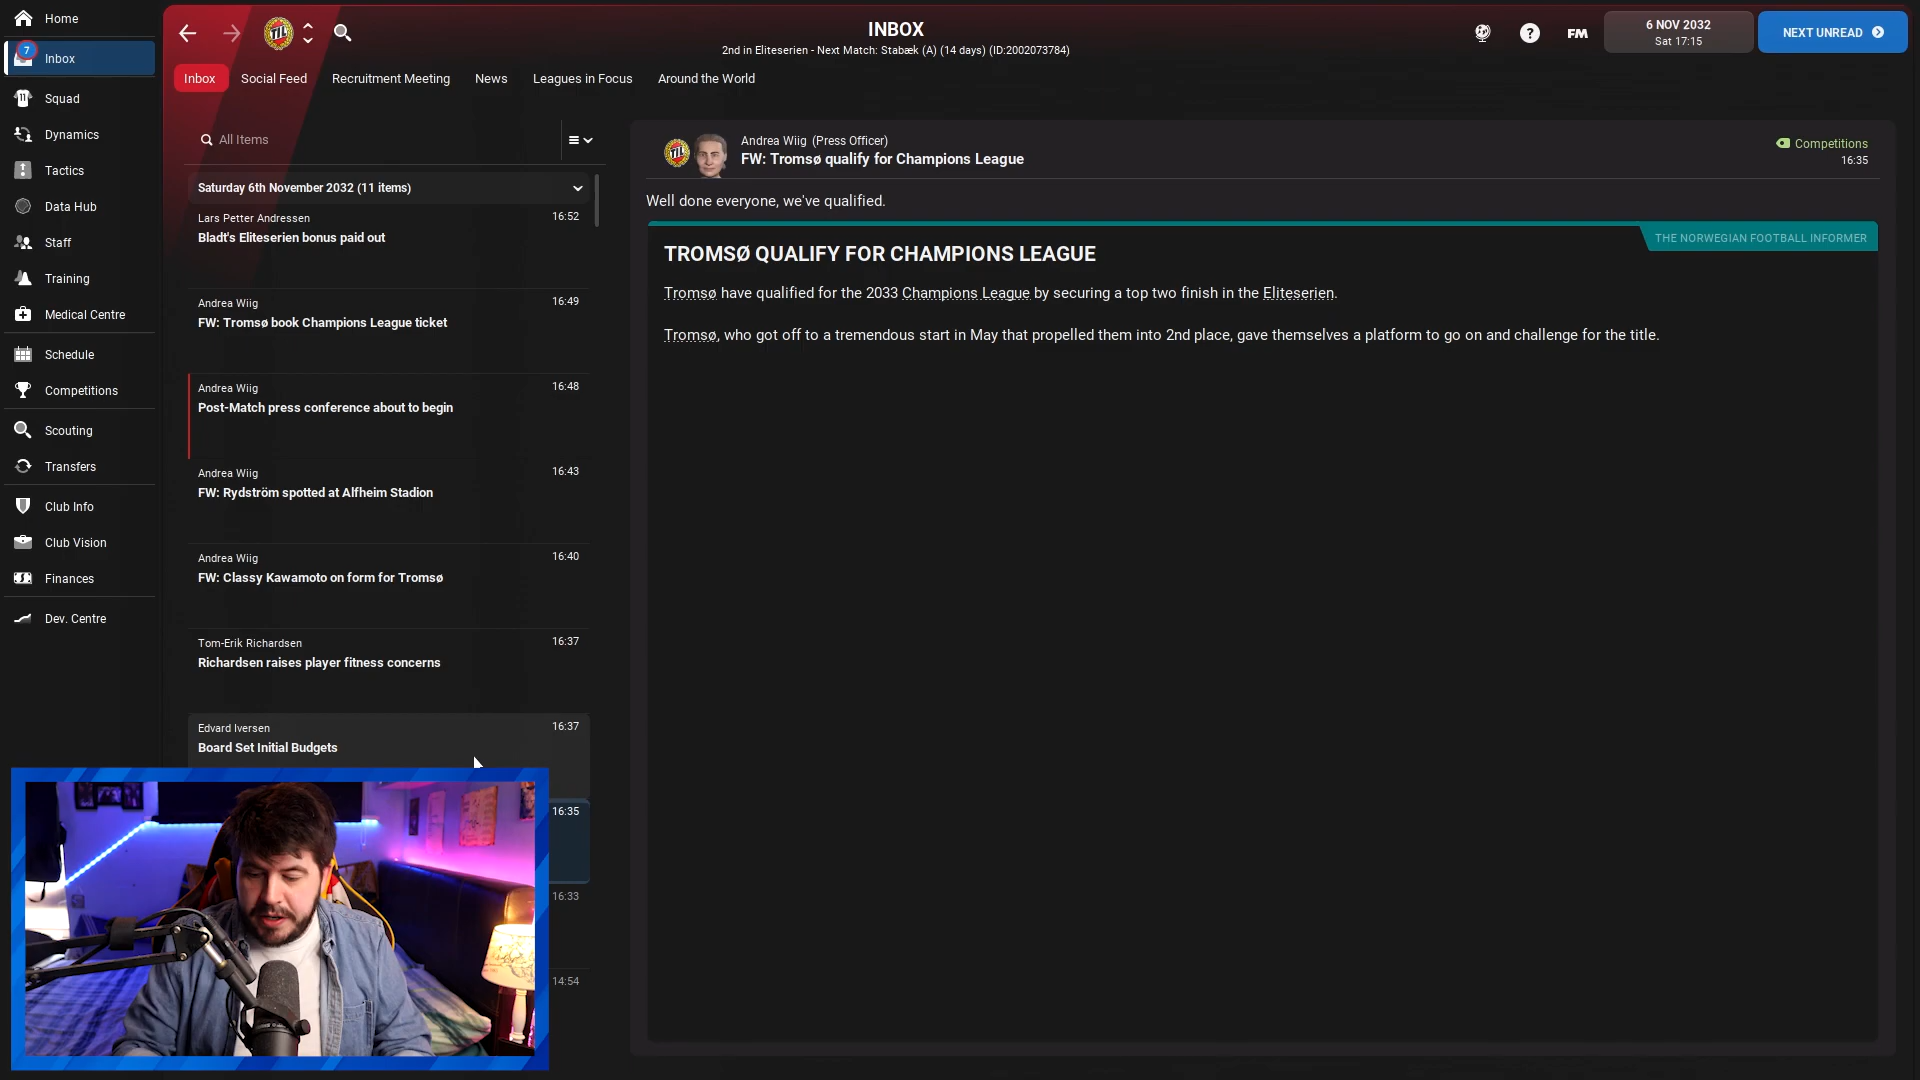 Home
7
Inbox
Squad
Dynamics
Tactics
Data Hub
Staff
Training
Medical Centre
Schedule
Competitions
Scouting
Transfers
Club Info
Club Vision
Finances
Dev. Centre
TIL
INBOX
2nd in Eliteserien - Next Match: Stabæk (A) (14 days) (ID:2002073784)
FM
6 NOV 2032
Sat 17:15
NEXT UNREAD
Inbox
Social Feed
Recruitment Meeting
News
Leagues in Focus
Around the World
All Items
Saturday 6th November 2032 (11 items)
Lars Petter Andressen 16:52
Bladt's Eliteserien bonus paid out
Andrea Wiig 16:49
FW: Tromsø book Champions League ticket
Andrea Wiig 16:48
Post-Match press conference about to begin
Andrea Wiig 16:43
FW: Rydström spotted at Alfheim Stadion
Andrea Wiig 16:40
FW: Classy Kawamoto on form for Tromsø
Tom-Erik Richardsen 16:37
Richardsen raises player fitness concerns
Edvard Iversen 16:37
Board Set Initial Budgets
16:35
16:33
14:54
TIL
Andrea Wiig (Press Officer)
FW: Tromsø qualify for Champions League
Competitions
16:35
Well done everyone, we've qualified.
THE NORWEGIAN FOOTBALL INFORMER
TROMSØ QUALIFY FOR CHAMPIONS LEAGUE
Tromsø have qualified for the 2033 Champions League by securing a top two finish in the Eliteserien.
Tromsø, who got off to a tremendous start in May that propelled them into 2nd place, gave themselves a platform to go on and challenge for the title.